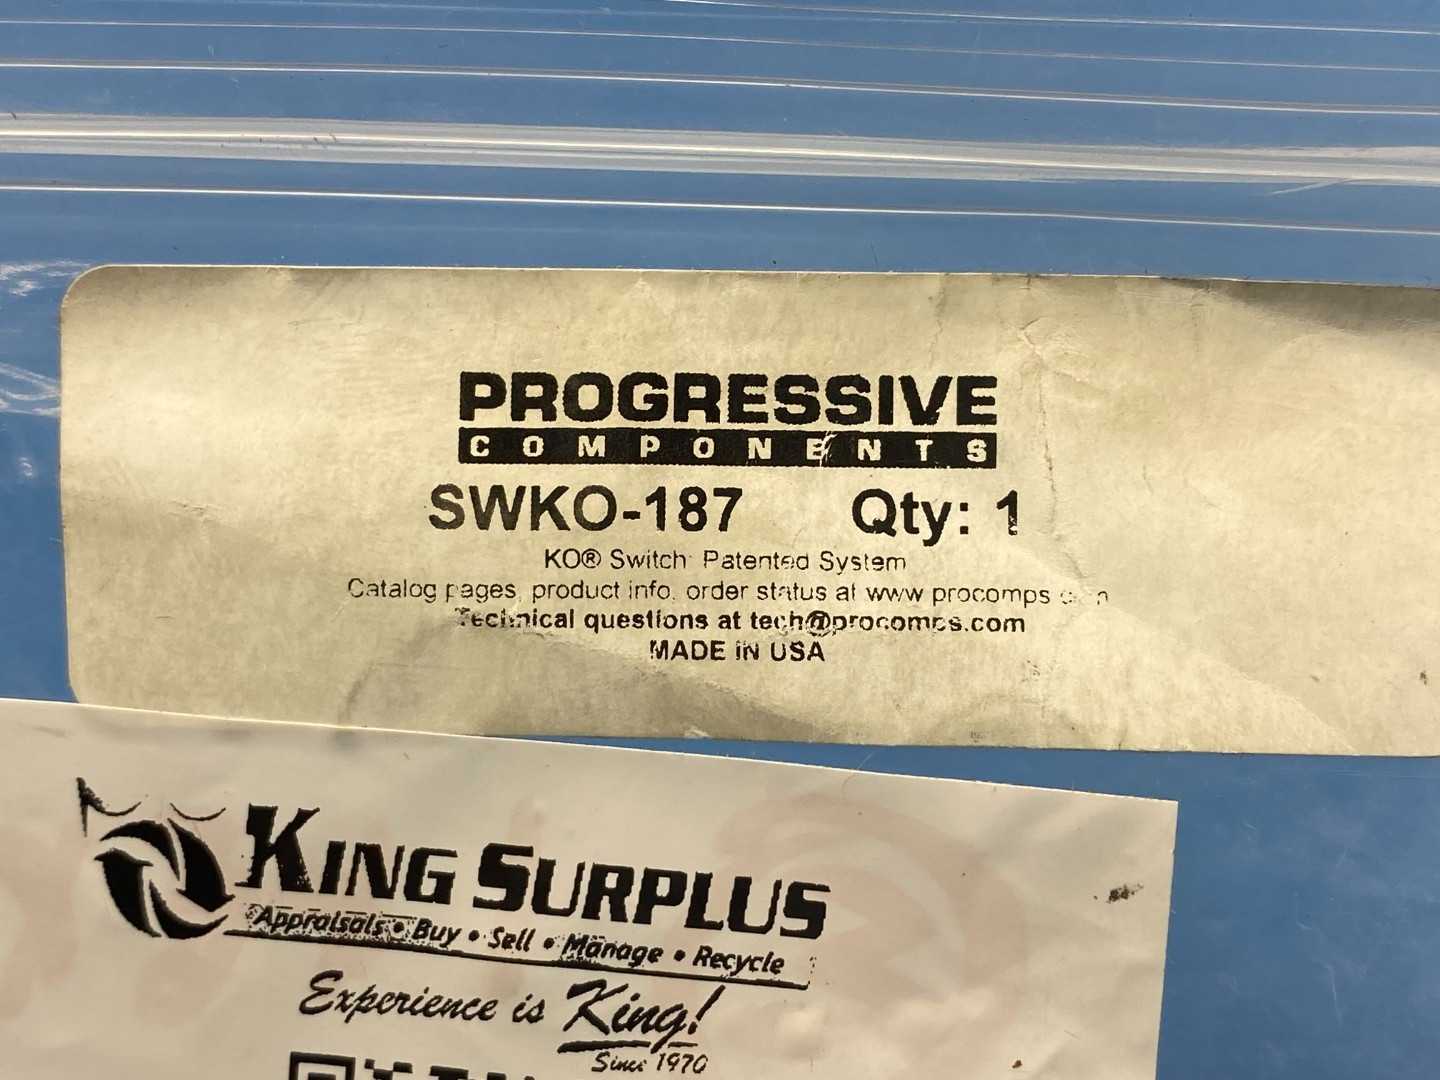 PROGRESSIVE
COMPONENTS
SWKO-187 Qty: 1
KO® Switch Patented System
Catalog pages, product info, order status at www procomps
Technical questions at tech@procomps.com
MADE IN USA
KING SURPLUS
Appraisals • Buy • Sell • Manage • Recycle
Experience is King!
Since 1970